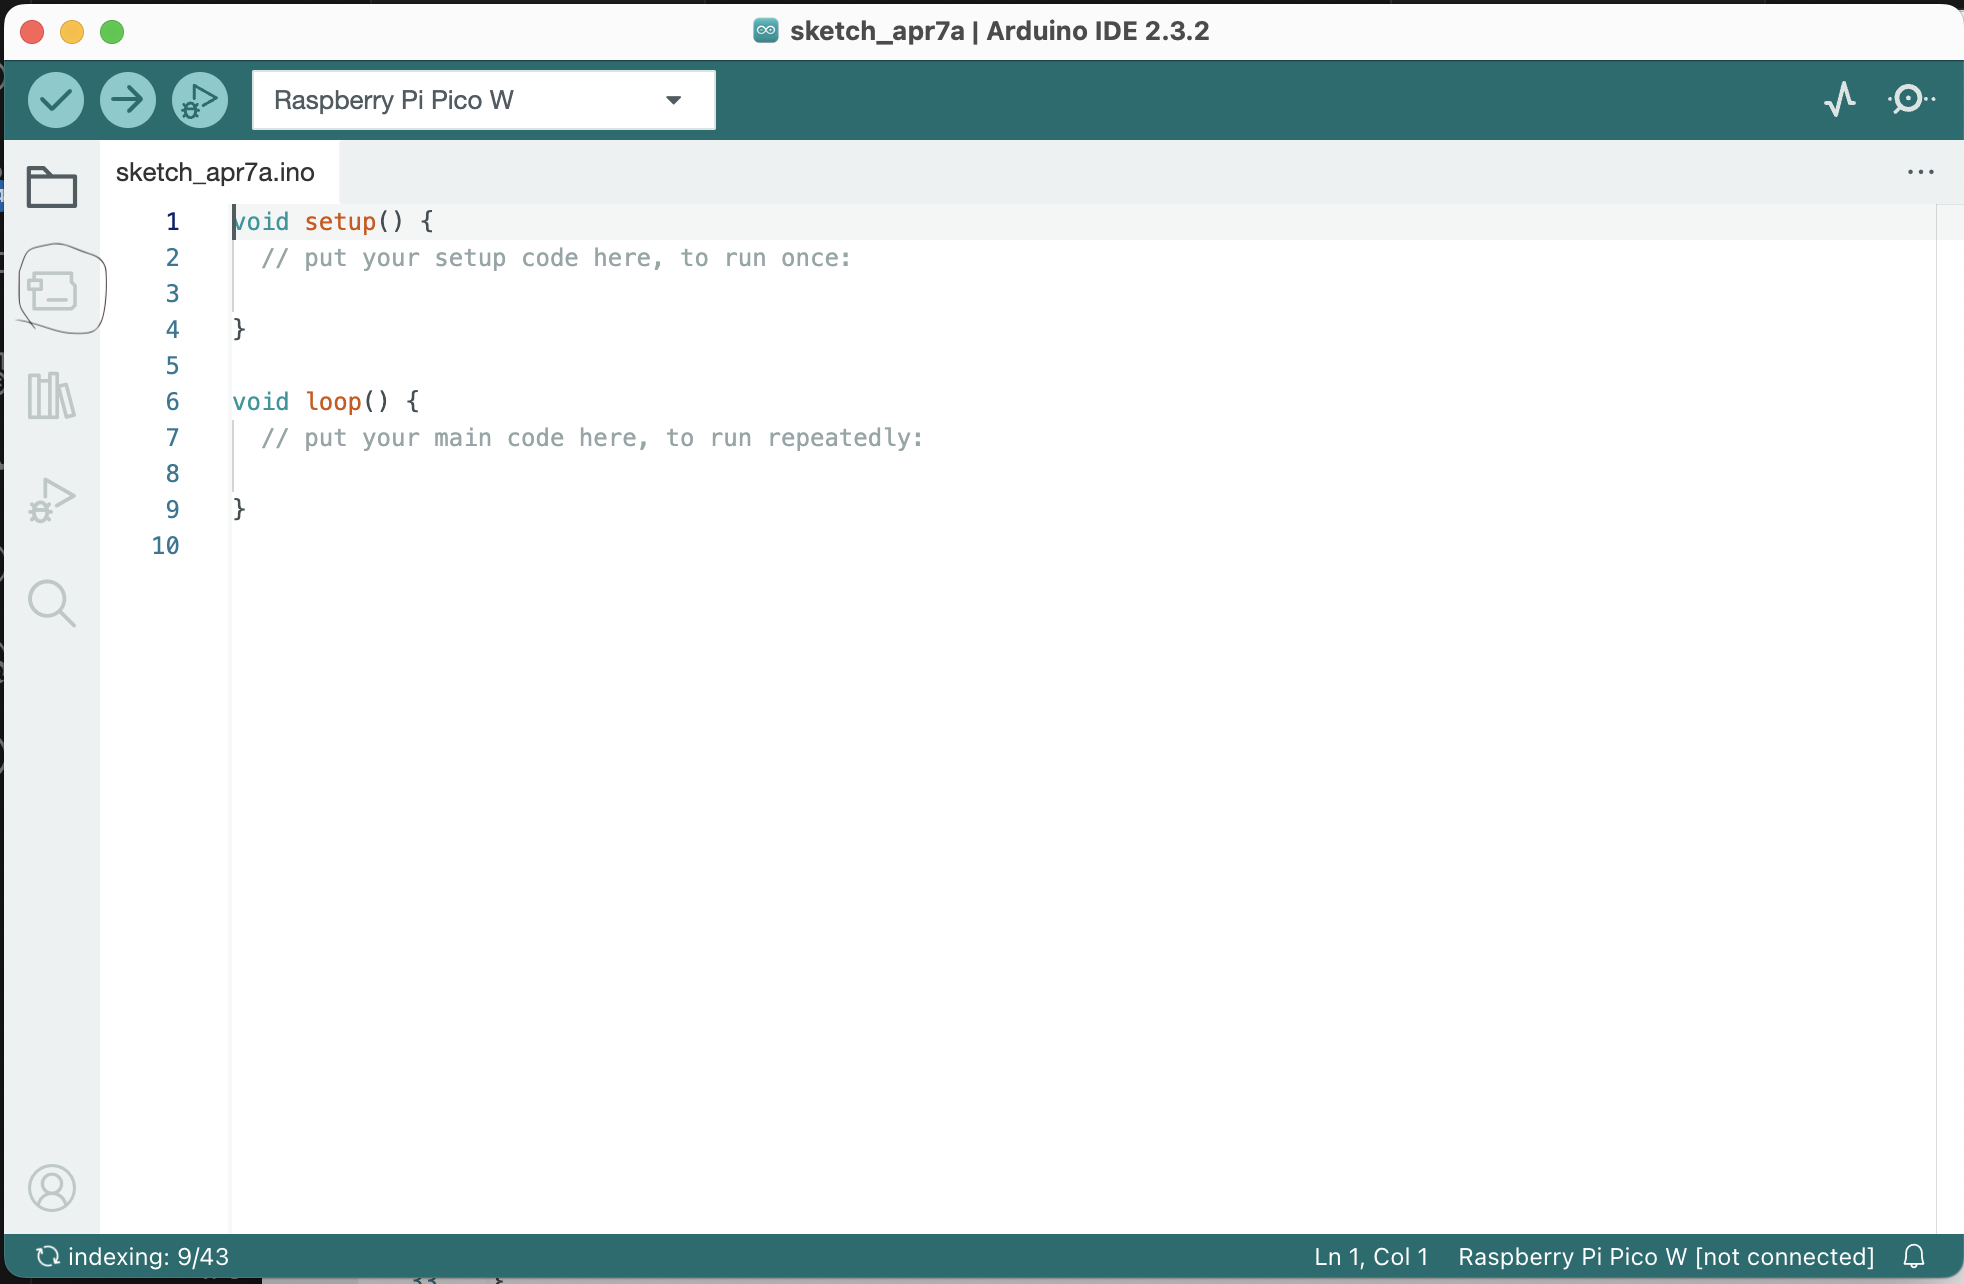 sketch_apr7a | Arduino IDE 2.3.2
Raspberry Pi Pico W
sketch_apr7a.ino
1 void setup() {
2 // put your setup code here, to run once:
3
4 }
5
6 void loop() {
7 // put your main code here, to run repeatedly:
8
9 }
10
indexing: 9/43
Ln 1, Col 1 Raspberry Pi Pico W [not connected]